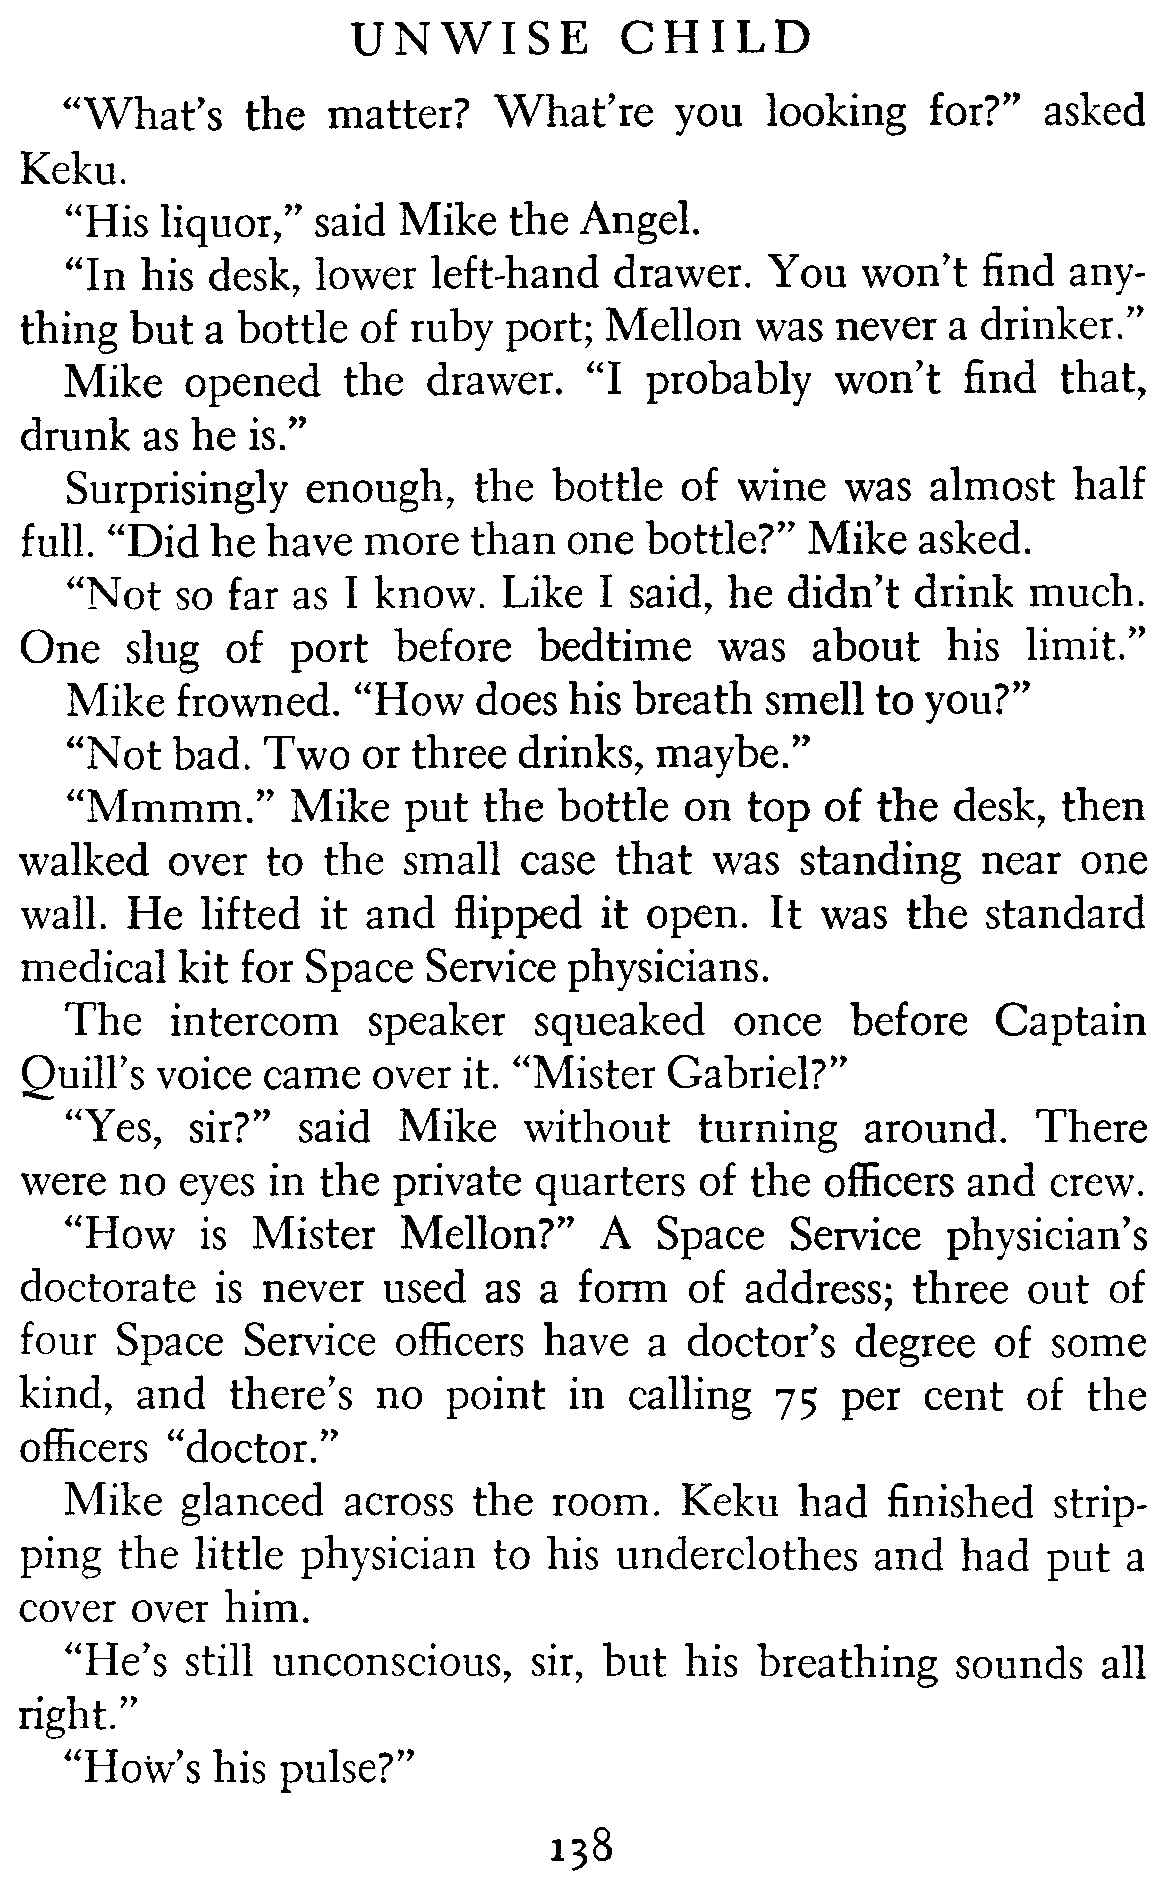 UNWISE CHILD
“What’s the matter? What’re you looking for?” asked
Keku.
“His liquor,” said Mike the Angel.
“In his desk, lower left-hand drawer. You won’t find any-
thing but a bottle of ruby port; Mellon was never a drinker.”
Mike opened the drawer. “I probably won’t find that,
drunk as he is.”
Surprisingly enough, the bottle of wine was almost half
full. “Did he have more than one bottle?” Mike asked.
“Not so far as I know. Like I said, he didn’t drink much.
One slug of port before bedtime was about his limit.”
Mike frowned. “How does his breath smell to you?”
“Not bad. Two or three drinks, maybe.”
“Mmmm.” Mike put the bottle on top of the desk, then
walked over to the small case that was standing near one
wall. He lifted it and flipped it open. It was the standard
medical kit for Space Service physicians.
The intercom speaker squeaked once before Captain
Quill’s voice came over it. “Mister Gabriel?”
“Yes, sir?” said Mike without turning around. There
were no eyes in the private quarters of the officers and crew.
“How is Mister Mellon?” A Space Service physician’s
doctorate is never used as a form of address; three out of
four Space Service officers have a doctor’s degree of some
kind, and there’s no point in calling 75 per cent of the
officers “doctor.”
Mike glanced across the room. Keku had finished strip-
ping the little physician to his underclothes and had put a
cover over him.
“He’s still unconscious, sir, but his breathing sounds all
right.”
“How’s his pulse?”
138